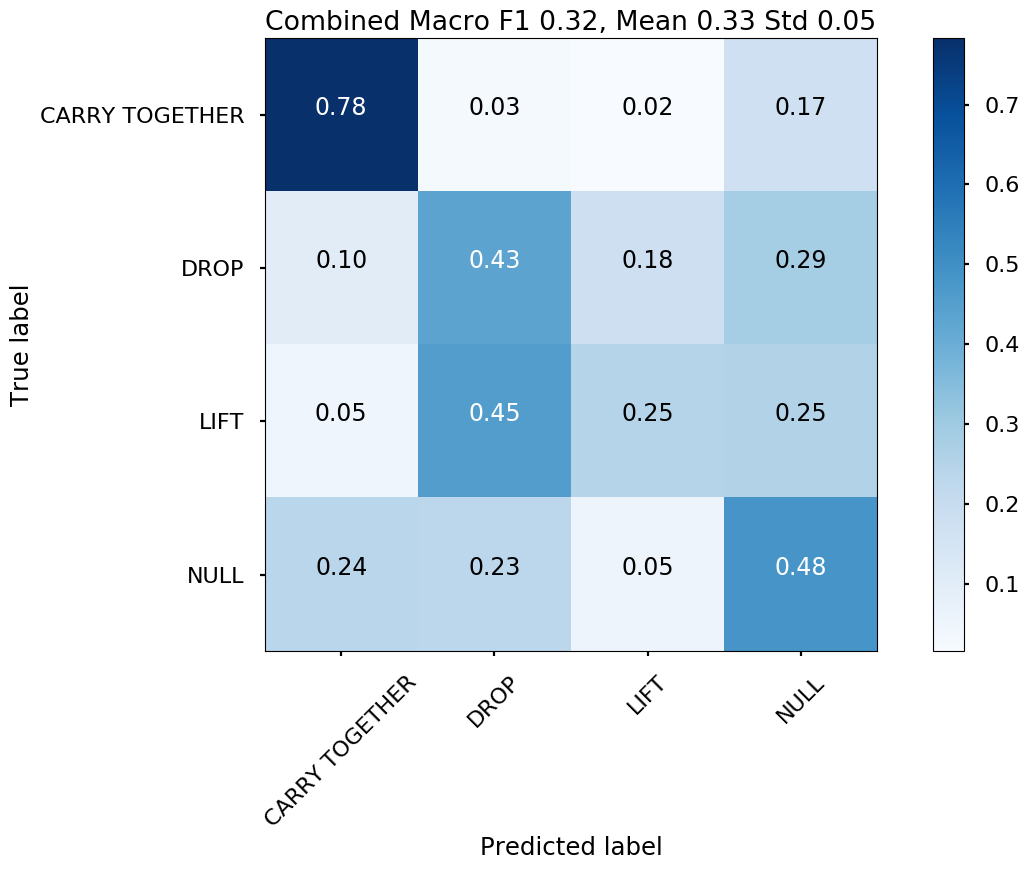 Combined Macro F1 0.32, Mean 0.33 Std 0.05
CARRY TOGETHER 0.78 0.03 0.02 0.17
DROP 0.10 0.43 0.18 0.29
LIFT 0.05 0.45 0.25 0.25
NULL 0.24 0.23 0.05 0.48
True label
CARRY TOGETHER DROP LIFT NULL
Predicted label
0.7
0.6
0.5
0.4
0.3
0.2
0.1